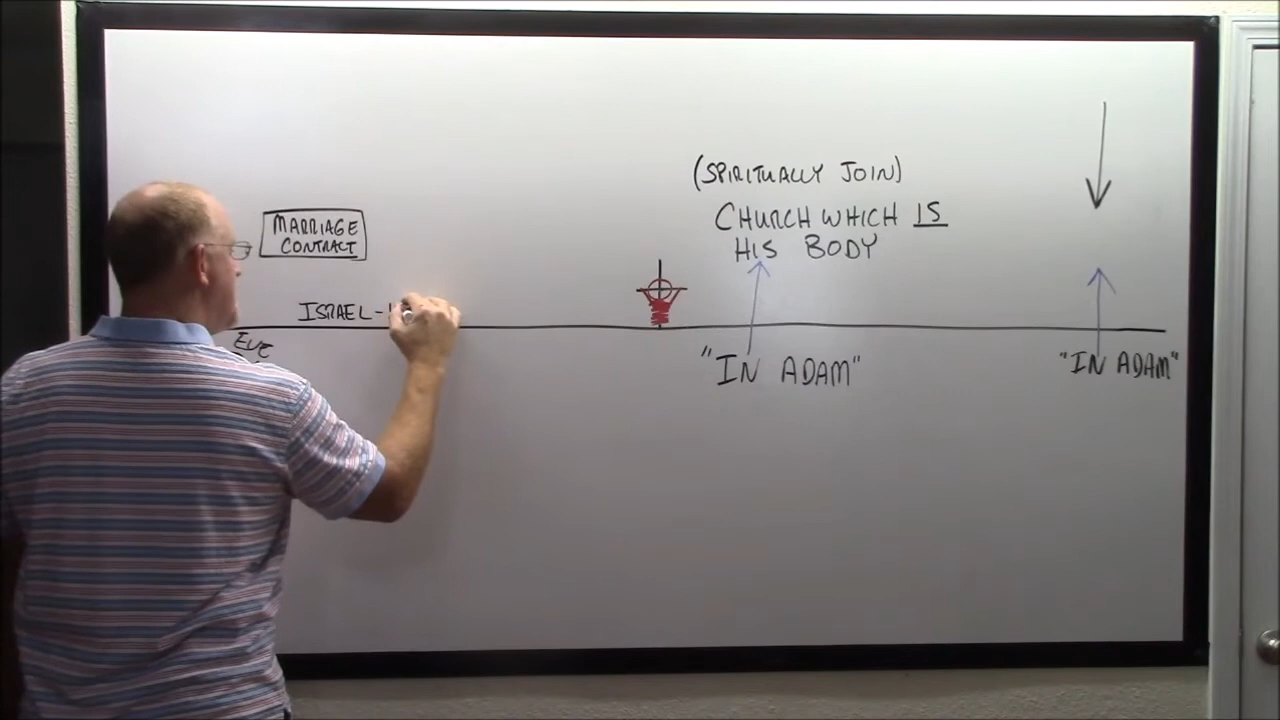 MARRIAGE
CONTRACT
ISRAEL -
EVE
(SPIRITUALLY JOIN)
CHURCH WHICH IS
HIS BODY
"IN ADAM"
"IN ADAM"